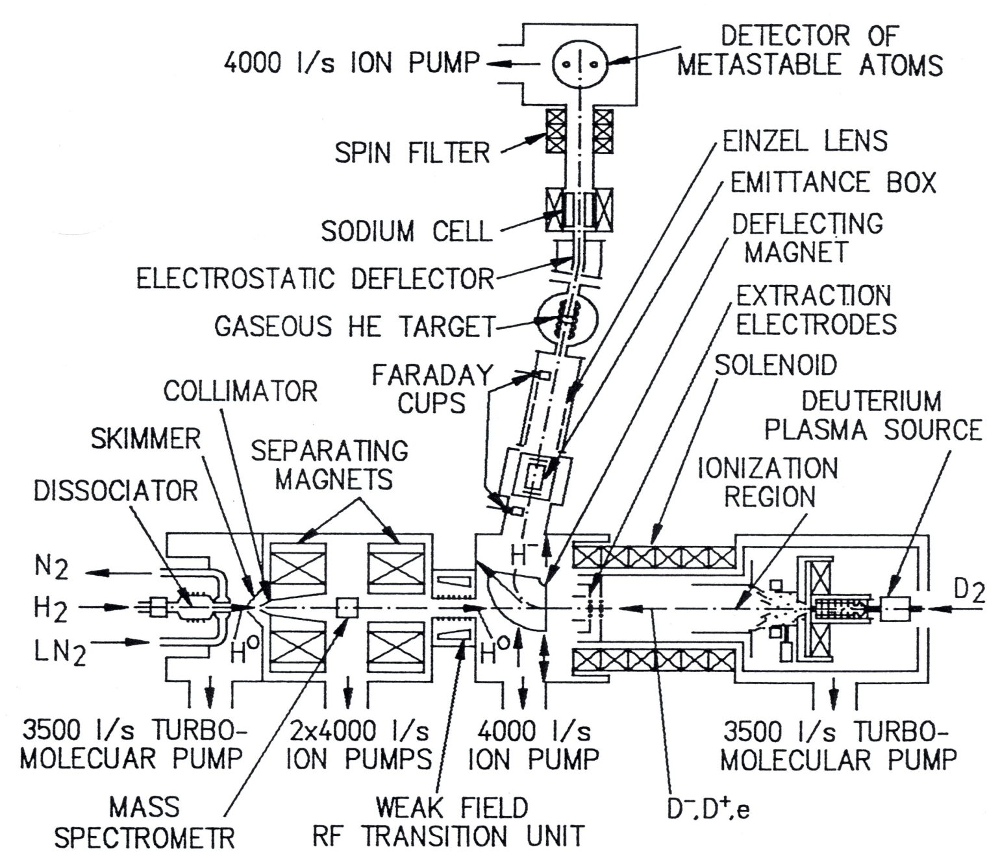 DETECTOR OF
METASTABLE ATOMS
4000 l/s ION PUMP
SPIN FILTER
EINZEL LENS
EMITTANCE BOX
SODIUM CELL
DEFLECTING
MAGNET
ELECTROSTATIC DEFLECTOR
EXTRACTION
ELECTRODES
GASEOUS HE TARGET
SOLENOID
FARADAY
CUPS
COLLIMATOR
DEUTERIUM
PLASMA SOURCE
SKIMMER
SEPARATING
MAGNETS
IONIZATION
REGION
DISSOCIATOR
H⁻
N2
H2
LN2
D2
H⁰
H⁰
3500 l/s TURBO-
MOLECUAR PUMP
2x4000 l/s
ION PUMPS
4000 l/s
ION PUMP
3500 l/s TURBO-
MOLECULAR PUMP
MASS
SPECTROMETR
WEAK FIELD
RF TRANSITION UNIT
D⁻,D⁺,e